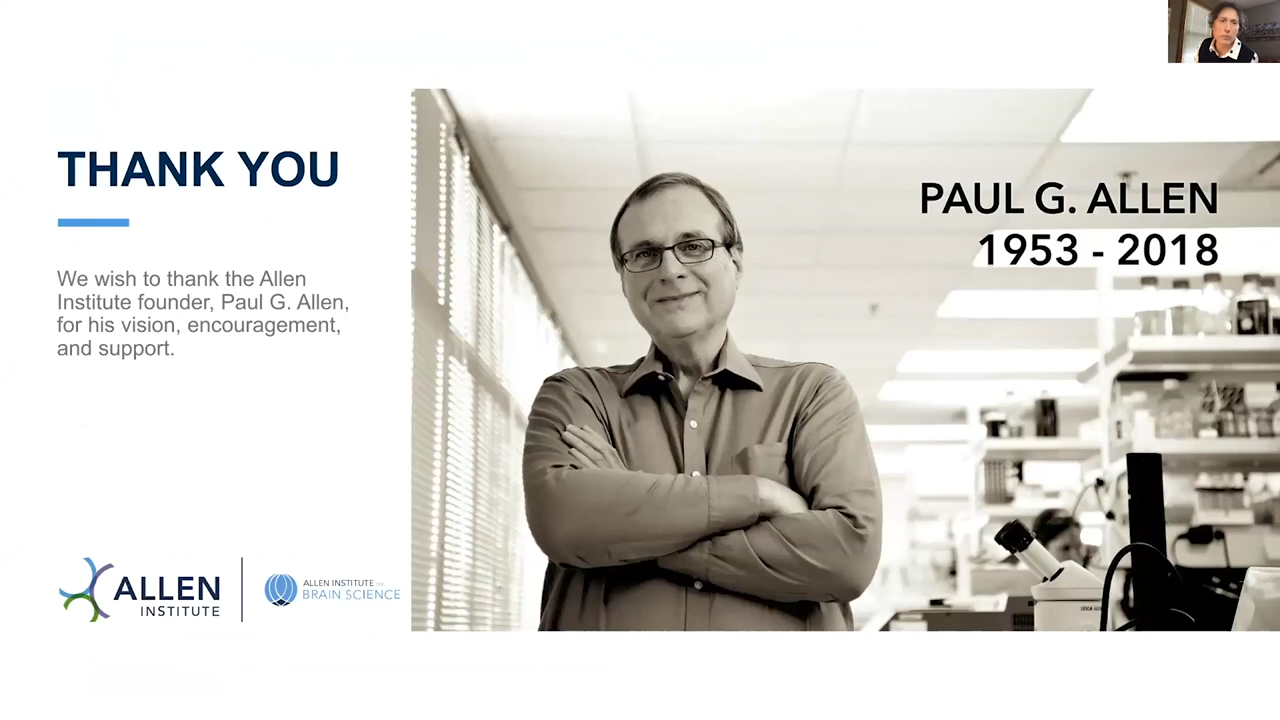 THANK YOU
We wish to thank the Allen
Institute founder, Paul G. Allen,
for his vision, encouragement,
and support.
PAUL G. ALLEN
1953 - 2018
ALLEN
INSTITUTE
ALLEN INSTITUTE for
BRAIN SCIENCE